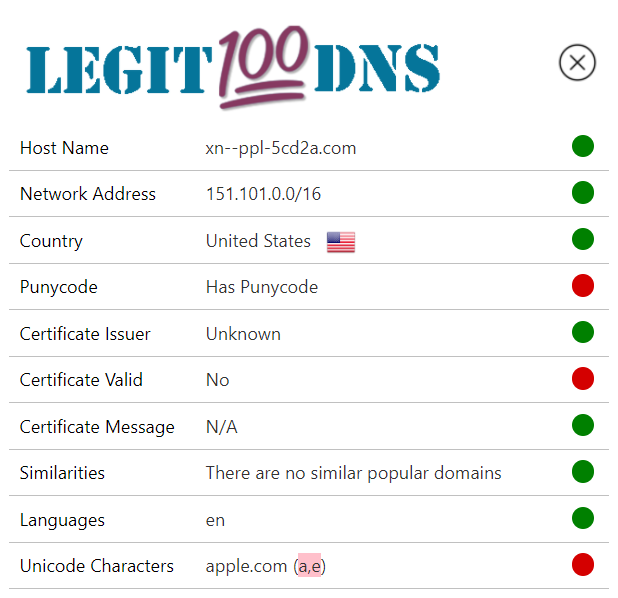 LEGIT💯DNS
Host Name xn--ppl-5cd2a.com
Network Address 151.101.0.0/16
Country United States
Punycode Has Punycode
Certificate Issuer Unknown
Certificate Valid No
Certificate Message N/A
Similarities There are no similar popular domains
Languages en
Unicode Characters apple.com (a,e)